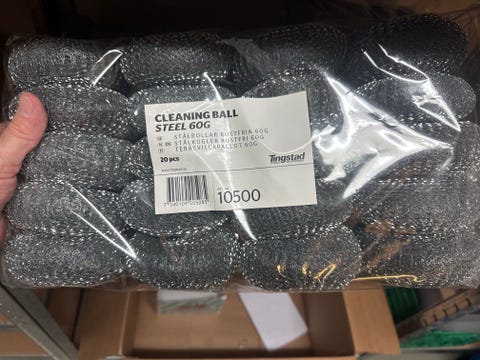 CLEANING BALL
STEEL 60G
STÅLBOLLAR ROSTFRIA 60G
STÅLKUGLER RUSTFRI 60G
TERÄSVILLAPALLOT 60G
20 pcs
Tingstad
10500